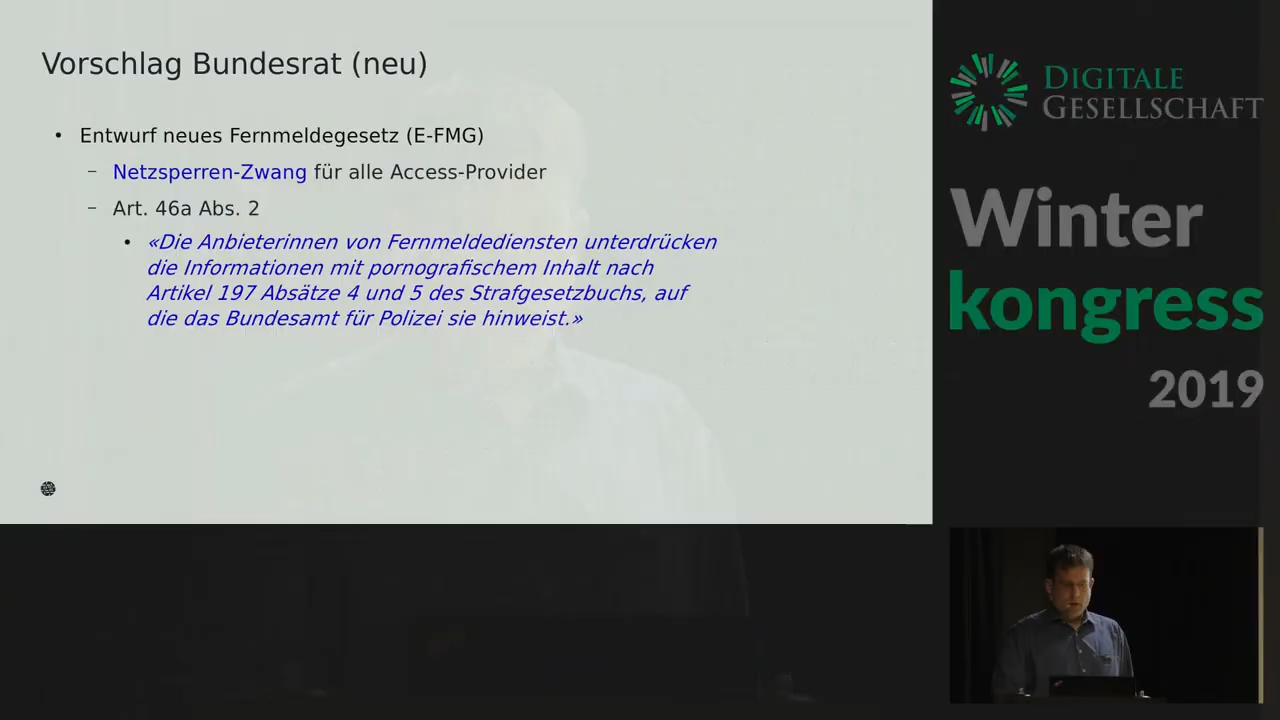 Vorschlag Bundesrat (neu)
• Entwurf neues Fernmeldegesetz (E-FMG)
– Netzsperren-Zwang für alle Access-Provider
– Art. 46a Abs. 2
• «Die Anbieterinnen von Fernmeldediensten unterdrücken
die Informationen mit pornografischem Inhalt nach
Artikel 197 Absätze 4 und 5 des Strafgesetzbuchs, auf
die das Bundesamt für Polizei sie hinweist.»
DIGITALE
GESELLSCHAFT
Winter
kongress
2019